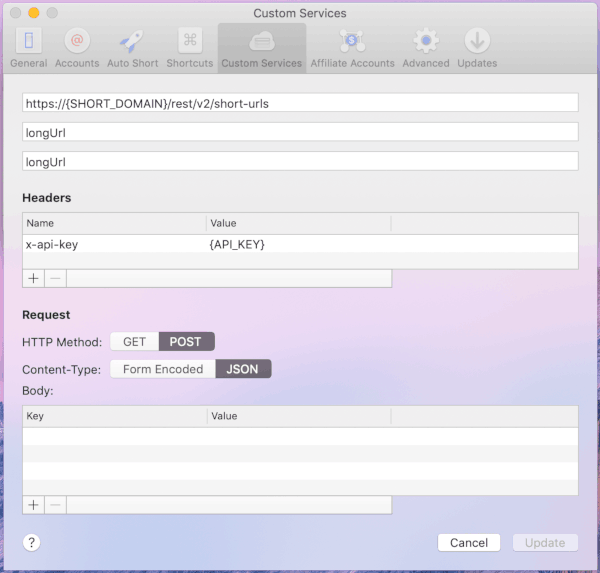 Custom Services
General Accounts Auto Short Shortcuts Custom Services Affiliate Accounts Advanced Updates
https://{SHORT_DOMAIN}/rest/v2/short-urls
longUrl
longUrl
Headers
Name Value
x-api-key {API_KEY}
+ −
Request
HTTP Method: GET POST
Content-Type: Form Encoded JSON
Body:
Key Value
+ −
? Cancel Update